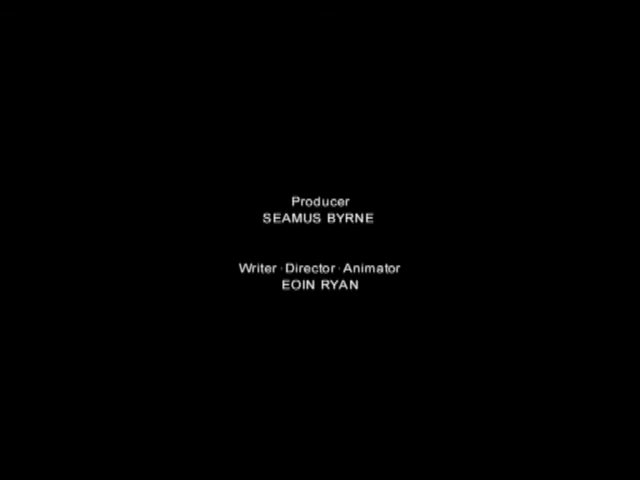 Producer
SEAMUS BYRNE
Writer · Director · Animator
EOIN RYAN